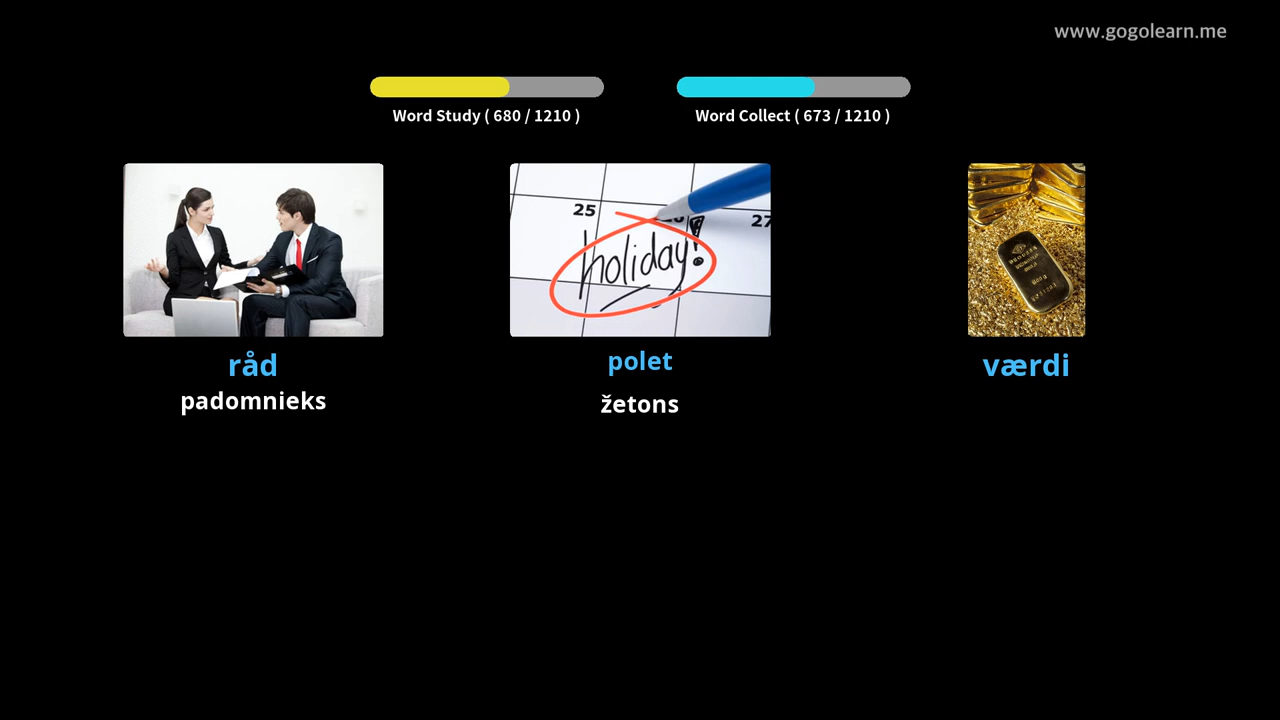 www.gogolearn.me
Word Study ( 680 / 1210 )
Word Collect ( 673 / 1210 )
25
27
holiday!
råd
polet
værdi
padomnieks
žetons